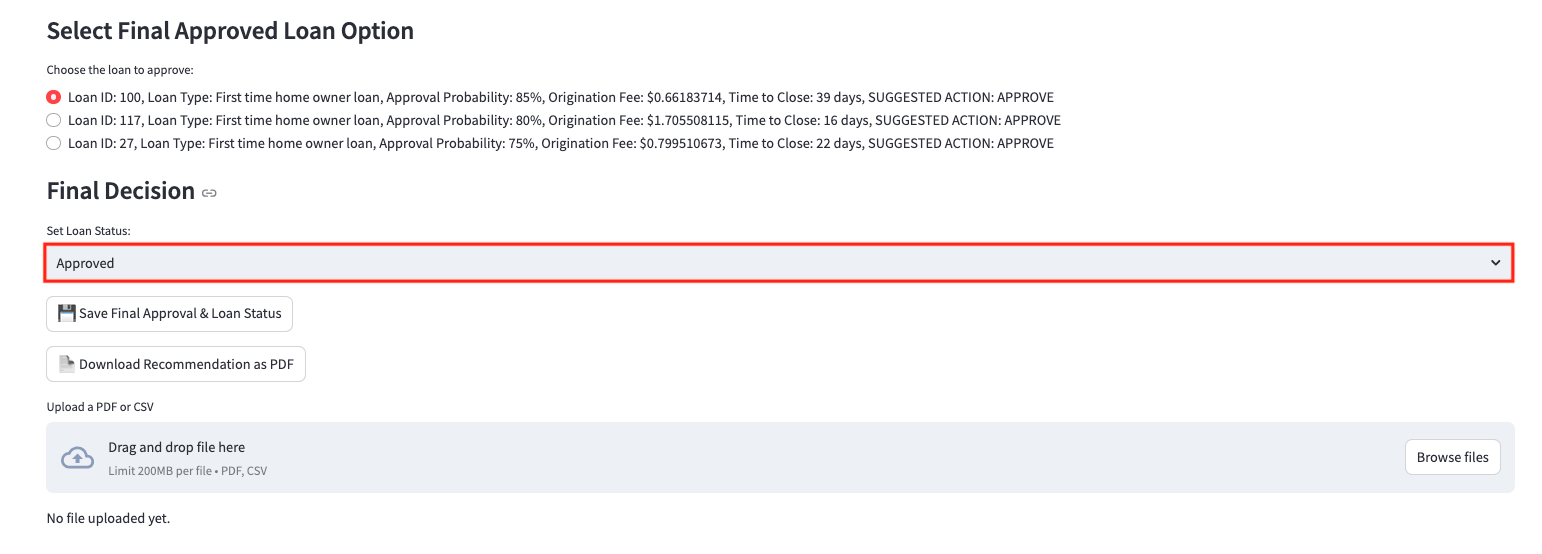 Select Final Approved Loan Option
Choose the loan to approve:
Loan ID: 100, Loan Type: First time home owner loan, Approval Probability: 85%, Origination Fee: $0.66183714, Time to Close: 39 days, SUGGESTED ACTION: APPROVE
Loan ID: 117, Loan Type: First time home owner loan, Approval Probability: 80%, Origination Fee: $1.705508115, Time to Close: 16 days, SUGGESTED ACTION: APPROVE
Loan ID: 27, Loan Type: First time home owner loan, Approval Probability: 75%, Origination Fee: $0.799510673, Time to Close: 22 days, SUGGESTED ACTION: APPROVE
Final Decision
Set Loan Status:
Approved
Save Final Approval & Loan Status
Download Recommendation as PDF
Upload a PDF or CSV
Drag and drop file here
Limit 200MB per file • PDF, CSV
Browse files
No file uploaded yet.